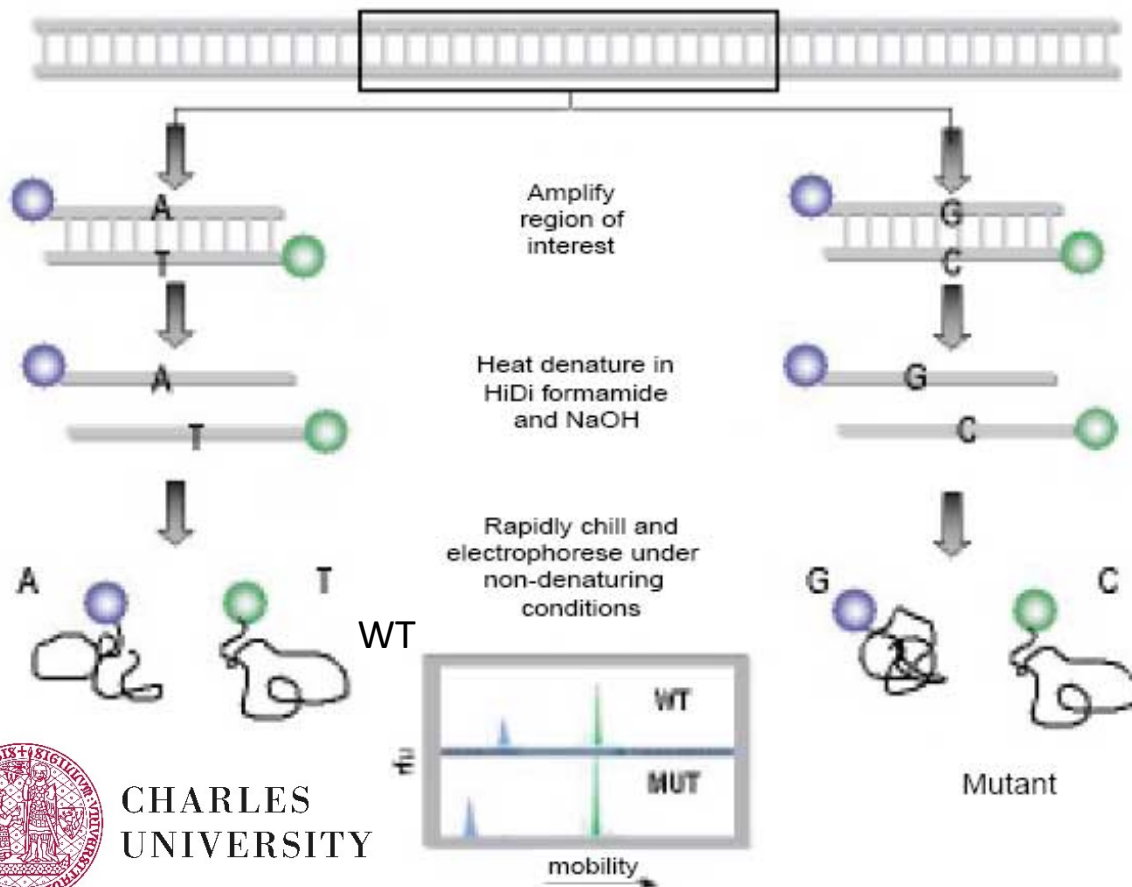 A
T
G
C
Amplify
region of
interest
A
T
G
C
Heat denature in
HiDi formamide
and NaOH
Rapidly chill and
electrophorese under
non-denaturing
conditions
A
T
G
C
WT
WT
MUT
rfu
mobility
Mutant
CHARLES
UNIVERSITY